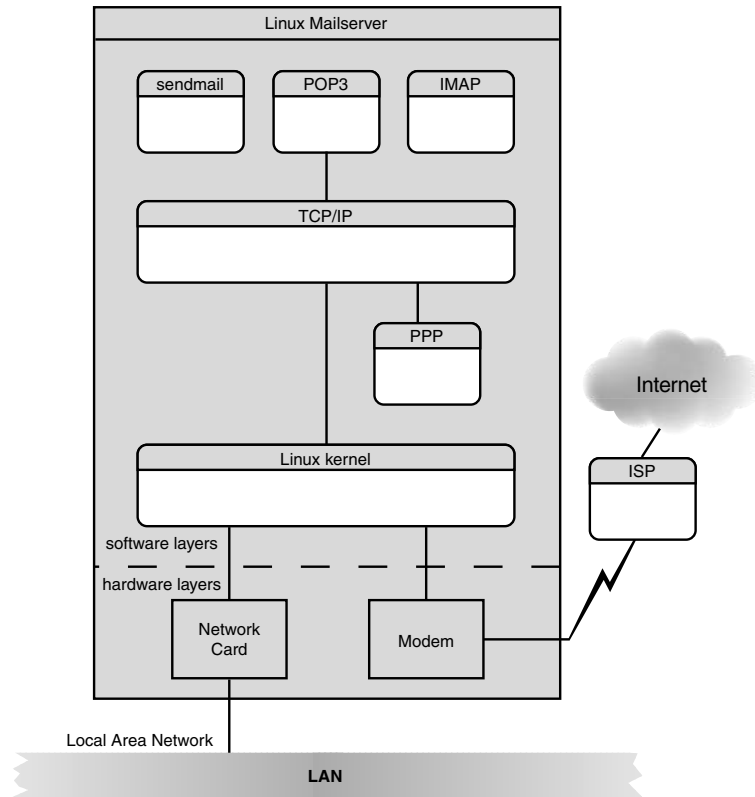 Linux Mailserver
sendmail
POP3
IMAP
TCP/IP
PPP
Internet
Linux kernel
ISP
software layers
hardware layers
Network
Card
Modem
Local Area Network
LAN